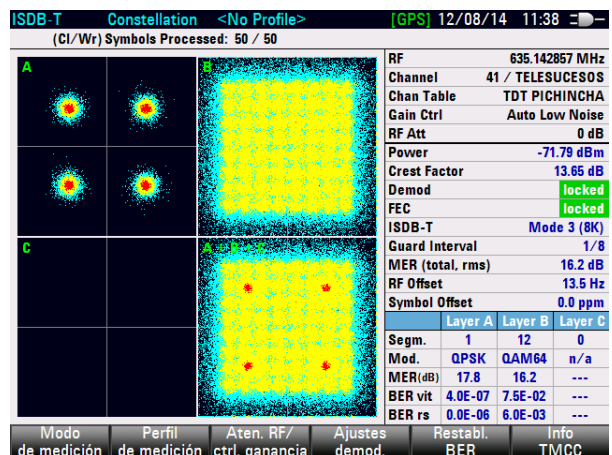 ISDB-T Constellation <No Profile> [GPS] 12/08/14 11:38
(Cl/Wr) Symbols Processed: 50 / 50
A
B
C
A + B + C
RF 635.142857 MHz
Channel 41 / TELESUCESOS
Chan Table TDT PICHINCHA
Gain Ctrl Auto Low Noise
RF Att 0 dB
Power -71.79 dBm
Crest Factor 13.65 dB
Demod locked
FEC locked
ISDB-T Mode 3 (8K)
Guard Interval 1/8
MER (total, rms) 16.2 dB
RF Offset 13.5 Hz
Symbol Offset 0.0 ppm
Layer A Layer B Layer C
Segm. 1 12 0
Mod. QPSK QAM64 n/a
MER(dB) 17.8 16.2 ---
BER vit 4.0E-07 7.5E-02 ---
BER rs 0.0E-06 6.0E-03 ---
Modo de medición
Perfil de medición
Aten. RF/ ctrl. ganancia
Ajustes demod.
Restabl. BER
Info TMCC